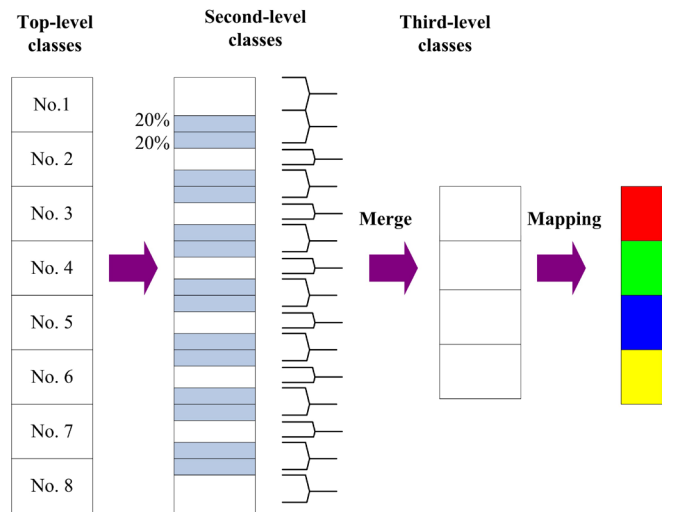 Top-level
classes
Second-level
classes
Third-level
classes
No.1
No. 2
No. 3
No. 4
No. 5
No. 6
No. 7
No. 8
20%
20%
Merge
Mapping